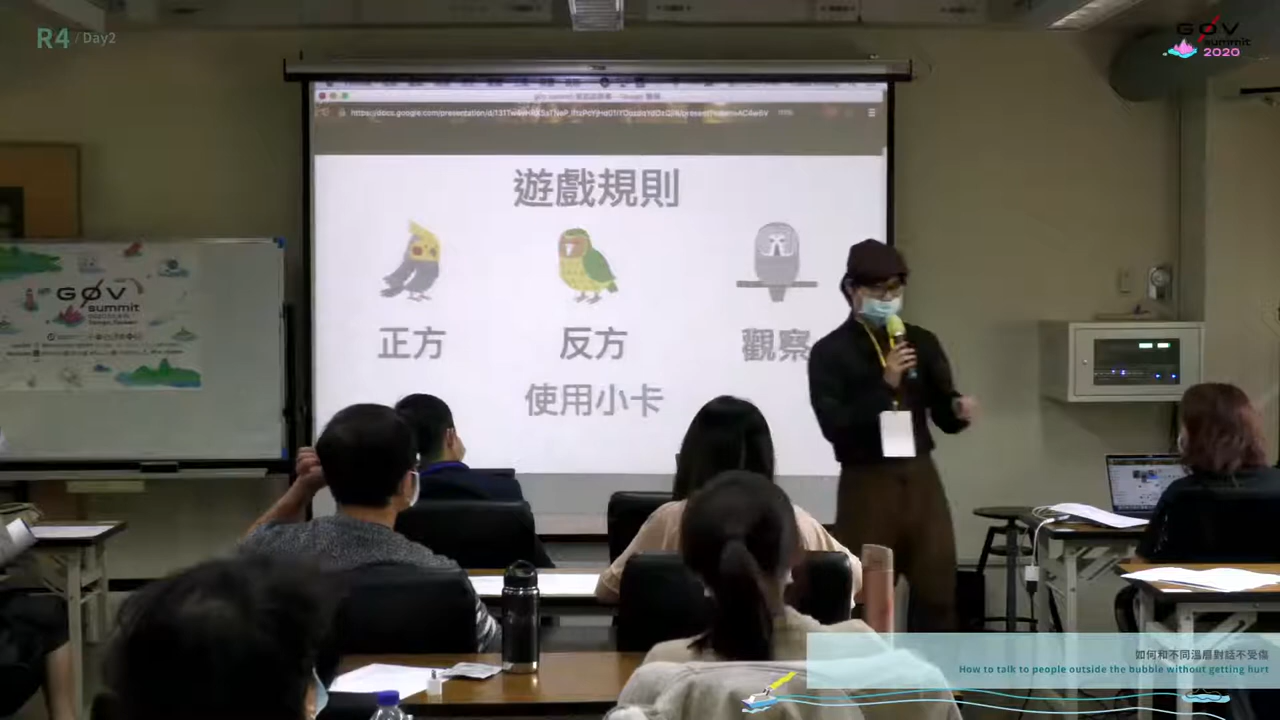 R4 / Day2
GØV
summit
2020
遊戲規則
正方
反方
觀察
使用小卡
GØV
summit
如何和不同溫層對話不受傷
How to talk to people outside the bubble without getting hurt